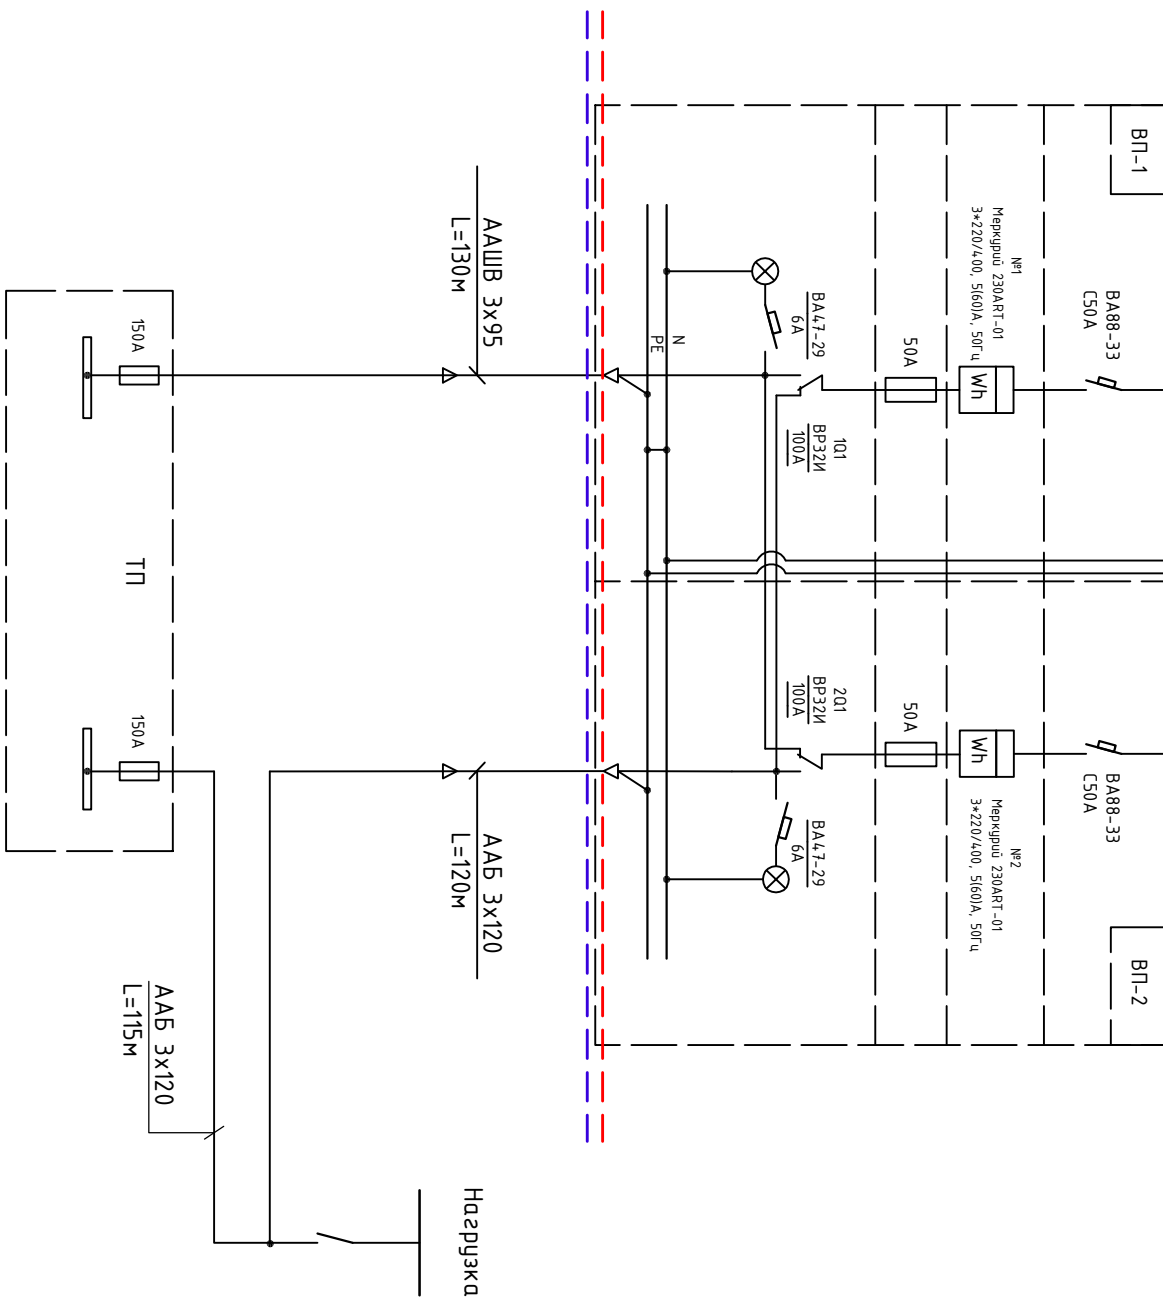 ВП-1
№1
Меркурий 230ART-01
3*220/400, 5(60)А, 50Гц
ВА88-33
С50А
ВА47-29
6А
50А
Wh
N
PE
1Q1
ВР32И
100А
ААШВ 3х95
L=130м
150А
ТП
2Q1
ВР32И
100А
50А
Wh
ВА88-33
С50А
№2
Меркурий 230ART-01
3*220/400, 5(60)А, 50Гц
ВА47-29
6А
ВП-2
150А
ААБ 3х120
L=120м
ААБ 3х120
L=115м
Нагрузка